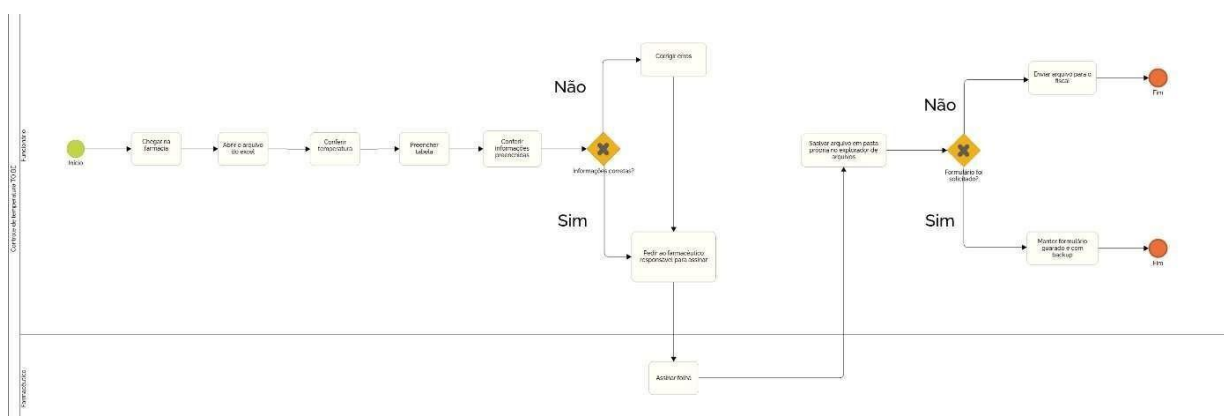 Controle de temperatura TO BE
Funcionário
Farmacêutico
Início
Chegar na
farmácia
Abrir o arquivo
do excel
Conferir
temperatura
Preencher
tabela
Conferir
informações
preenchidas
Informações corretas?
Não
Sim
Corrigir erros
Pedir ao farmacêutico
responsável para assinar
Assinar folha
Salvar arquivo em pasta
própria no explorador de
arquivos
Formulário foi
solicitado?
Não
Sim
Enviar arquivo para o
fiscal
Fim
Manter formulário
guardado e com
backup
Fim